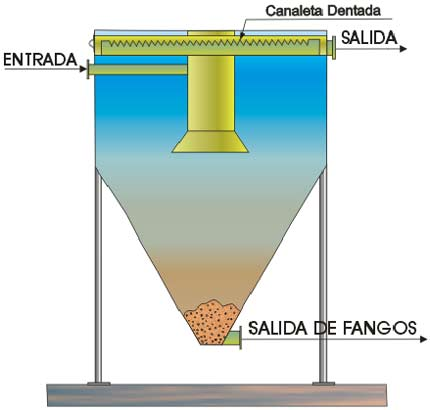 Canaleta Dentada
SALIDA
ENTRADA
SALIDA DE FANGOS